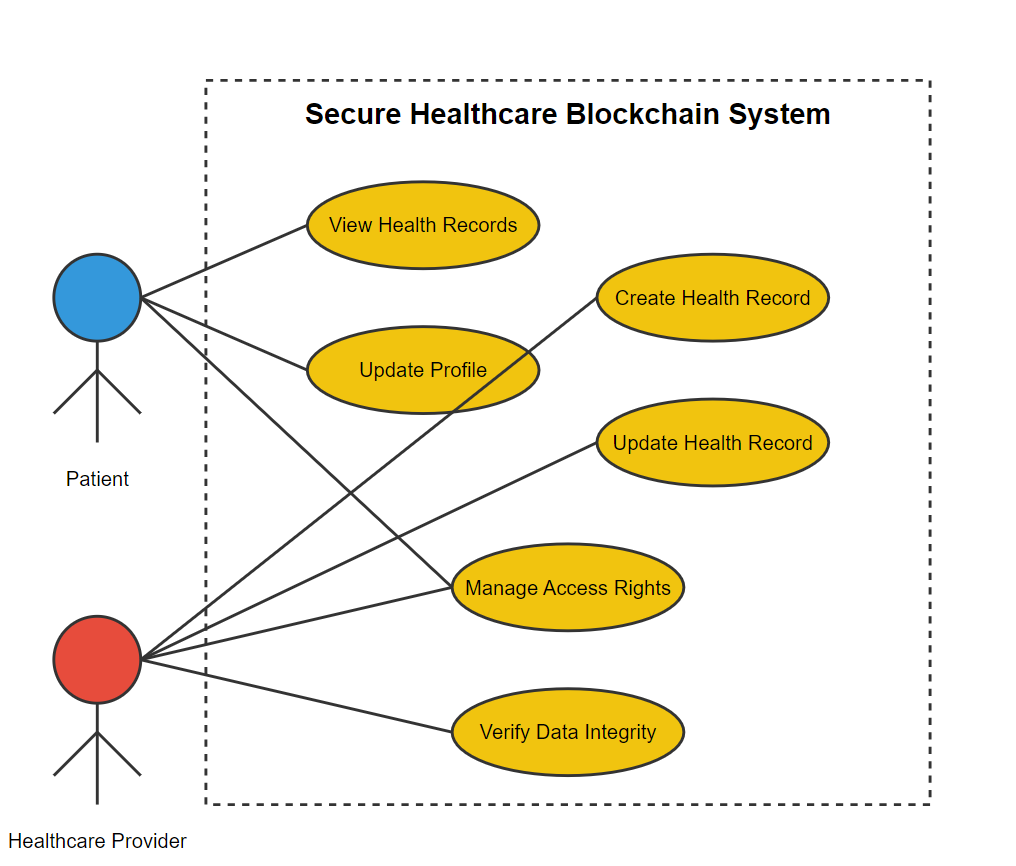 Secure Healthcare Blockchain System
View Health Records
Create Health Record
Update Profile
Update Health Record
Patient
Manage Access Rights
Verify Data Integrity
Healthcare Provider